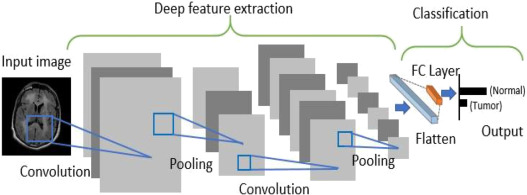 Deep feature extraction
Classification
Input image
FC Layer
(Normal)
(Tumor)
Convolution
Pooling
Convolution
Pooling
Flatten
Output